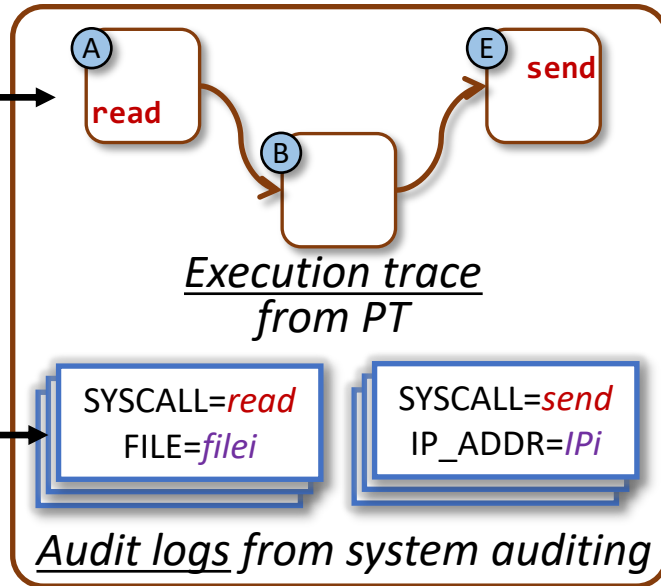 A
read
B
E
send
Execution trace
from PT
SYSCALL=read
FILE=filei
SYSCALL=send
IP_ADDR=IPi
Audit logs from system auditing